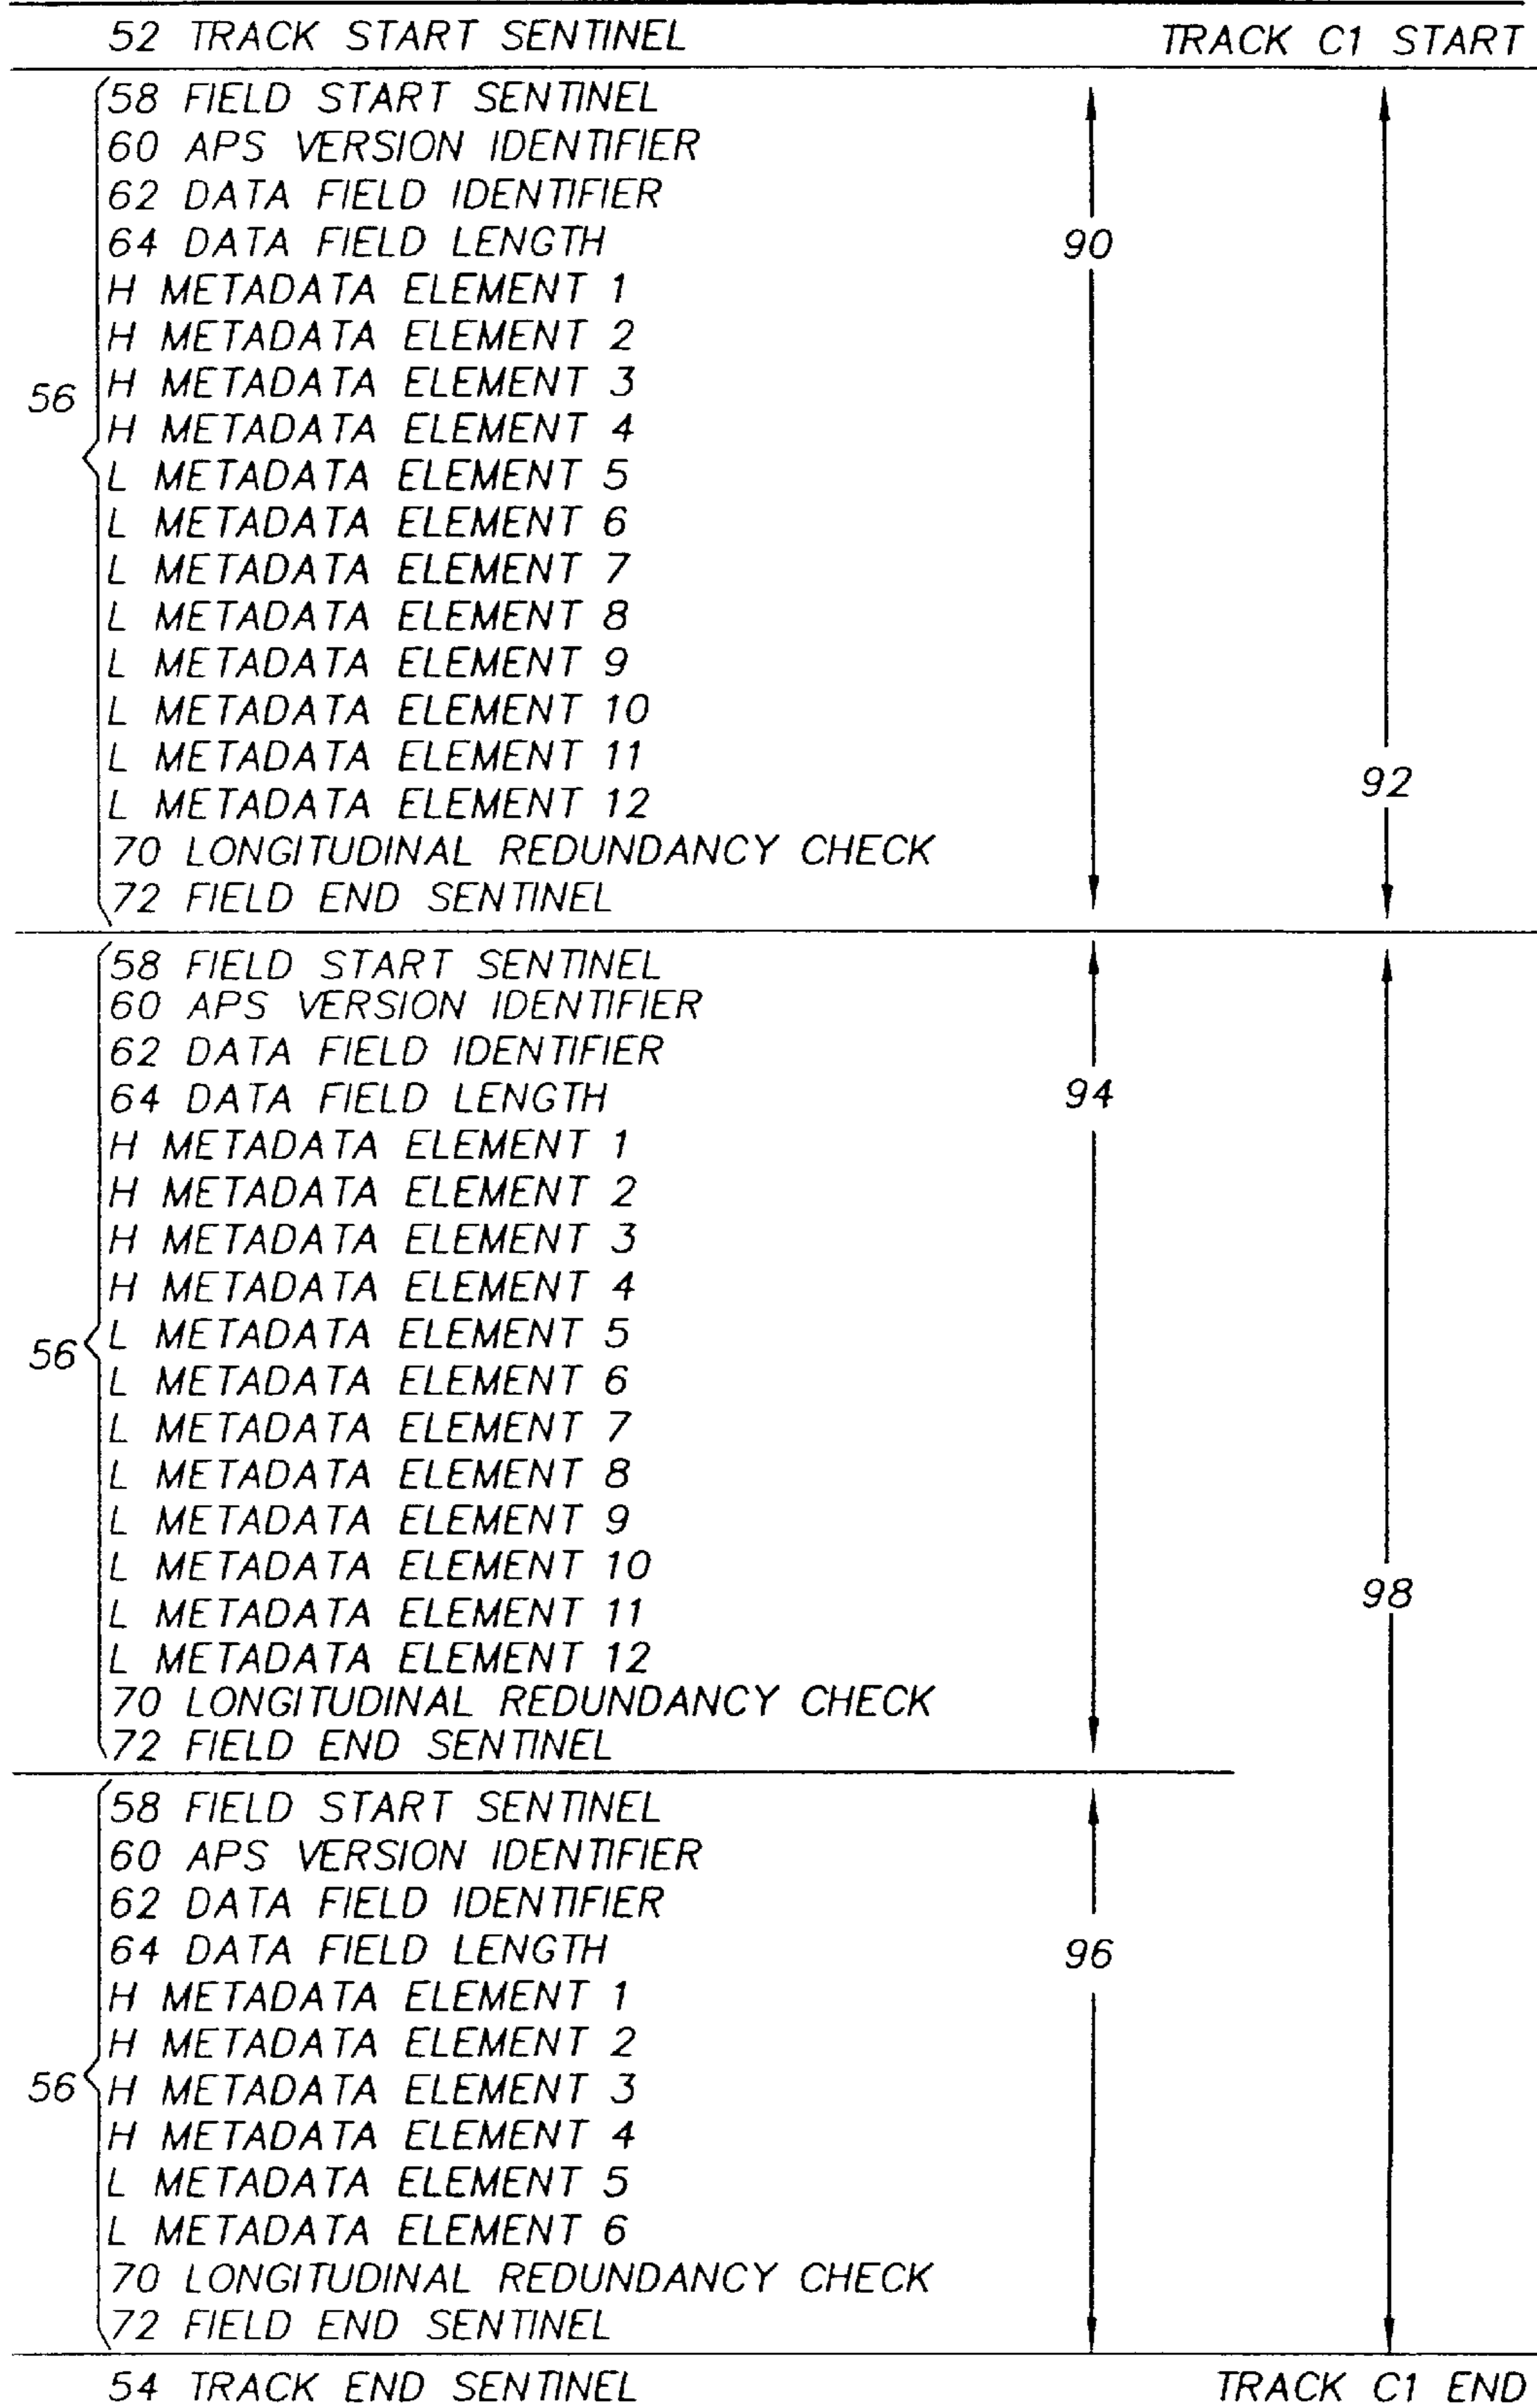 52 TRACK START SENTINEL TRACK C1 START
58 FIELD START SENTINEL
60 APS VERSION IDENTIFIER
62 DATA FIELD IDENTIFIER
64 DATA FIELD LENGTH 90
H METADATA ELEMENT 1
H METADATA ELEMENT 2
H METADATA ELEMENT 3
56
H METADATA ELEMENT 4
L METADATA ELEMENT 5
L METADATA ELEMENT 6
L METADATA ELEMENT 7
L METADATA ELEMENT 8
L METADATA ELEMENT 9
L METADATA ELEMENT 10
L METADATA ELEMENT 11
92
L METADATA ELEMENT 12
70 LONGITUDINAL REDUNDANCY CHECK
72 FIELD END SENTINEL
58 FIELD START SENTINEL
60 APS VERSION IDENTIFIER
62 DATA FIELD IDENTIFIER
64 DATA FIELD LENGTH 94
H METADATA ELEMENT 1
H METADATA ELEMENT 2
H METADATA ELEMENT 3
H METADATA ELEMENT 4
L METADATA ELEMENT 5
56
L METADATA ELEMENT 6
L METADATA ELEMENT 7
L METADATA ELEMENT 8
L METADATA ELEMENT 9
L METADATA ELEMENT 10
98
L METADATA ELEMENT 11
L METADATA ELEMENT 12
70 LONGITUDINAL REDUNDANCY CHECK
72 FIELD END SENTINEL
58 FIELD START SENTINEL
60 APS VERSION IDENTIFIER
62 DATA FIELD IDENTIFIER
64 DATA FIELD LENGTH 96
H METADATA ELEMENT 1
H METADATA ELEMENT 2
56 H METADATA ELEMENT 3
H METADATA ELEMENT 4
L METADATA ELEMENT 5
L METADATA ELEMENT 6
70 LONGITUDINAL REDUNDANCY CHECK
72 FIELD END SENTINEL
54 TRACK END SENTINEL TRACK C1 END